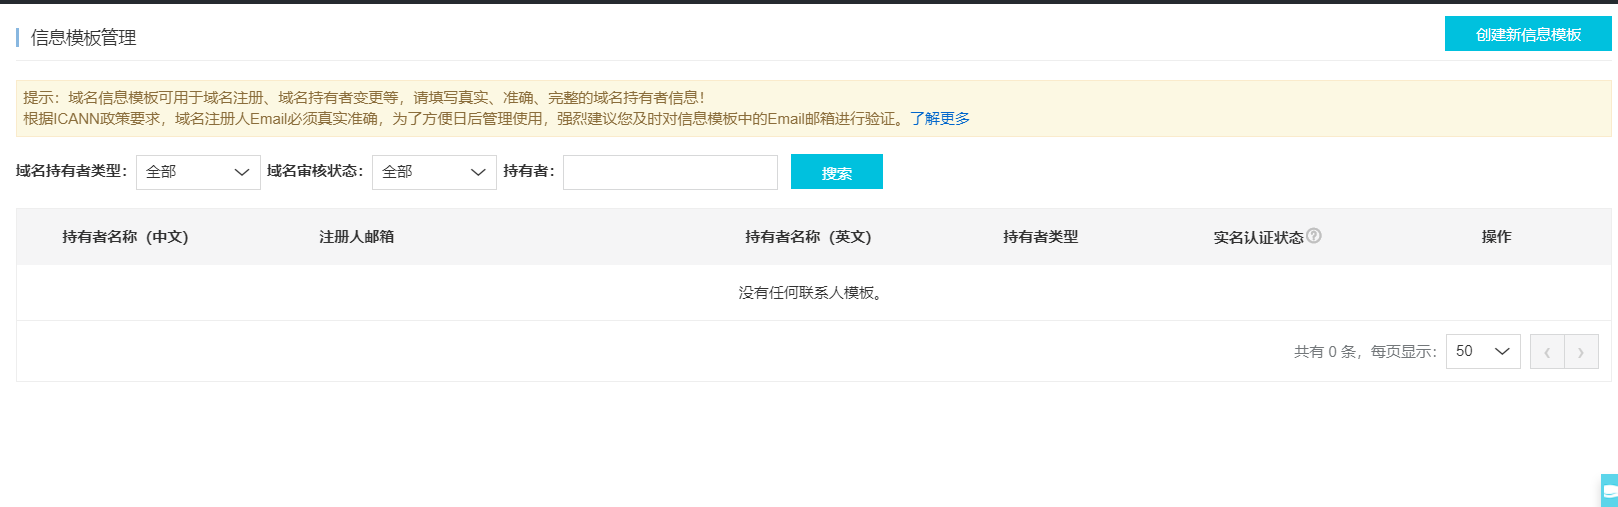 信息模板管理
创建新信息模板
提示：域名信息模板可用于域名注册、域名持有者变更等，请填写真实、准确、完整的域名持有者信息！
根据ICANN政策要求，域名注册人Email必须真实准确，为了方便日后管理使用，强烈建议您及时对信息模板中的Email邮箱进行验证。了解更多
域名持有者类型： 全部 域名审核状态： 全部 持有者： 搜索
持有者名称（中文） 注册人邮箱 持有者名称（英文） 持有者类型 实名认证状态 操作
没有任何联系人模板。
共有 0 条，每页显示： 50